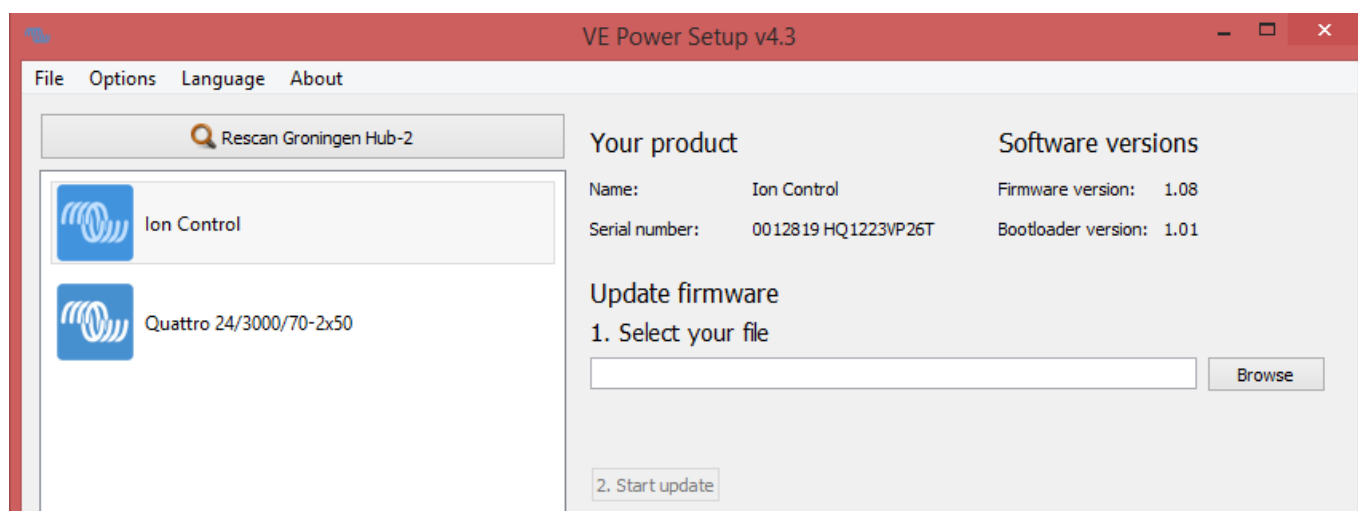 VE Power Setup v4.3
File Options Language About
Rescan Groningen Hub-2
Ion Control
Quattro 24/3000/70-2x50
Your product
Name: Ion Control
Serial number: 0012819 HQ1223VP26T
Software versions
Firmware version: 1.08
Bootloader version: 1.01
Update firmware
1. Select your file
Browse
2. Start update